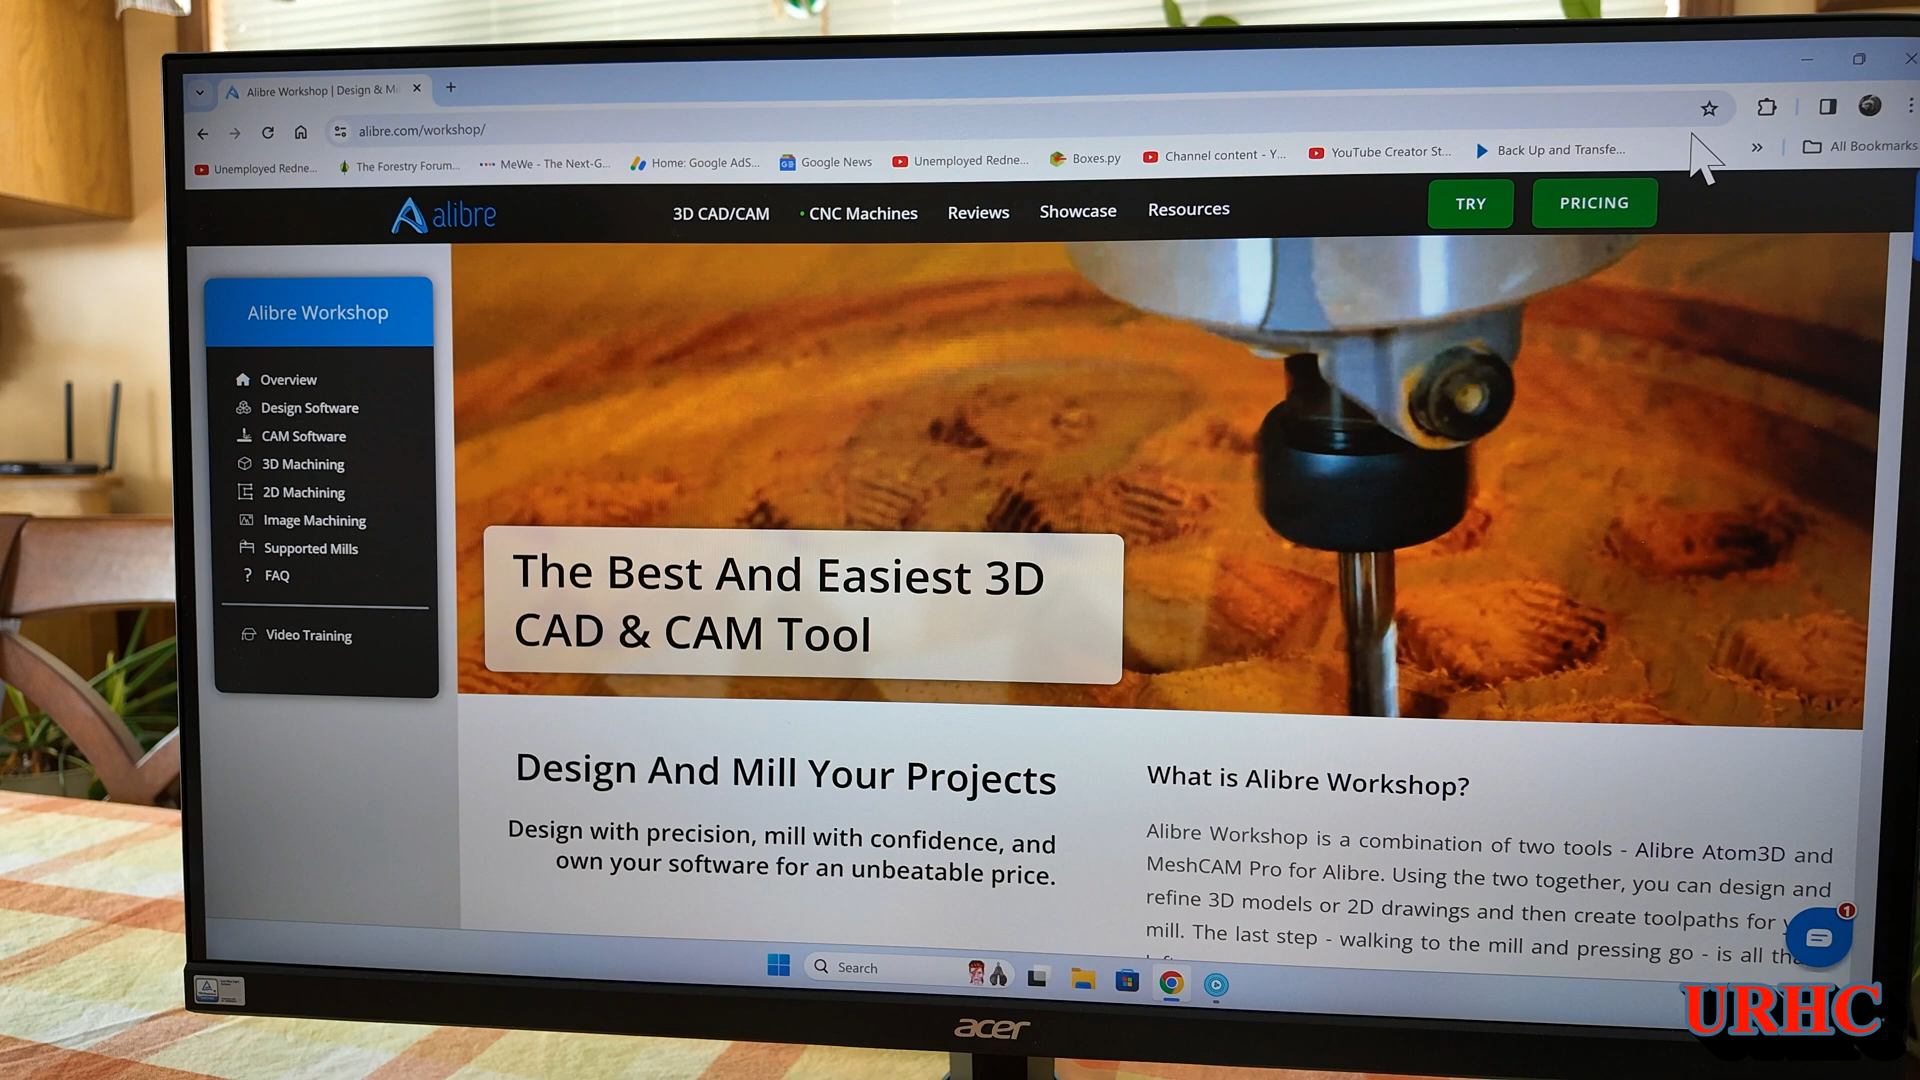 Alibre Workshop | Design & Mi
alibre.com/workshop/
Unemployed Redne...
The Forestry Forum...
MeWe - The Next-G...
Home: Google AdS...
Google News
Unemployed Redne...
Boxes.py
Channel content - Y...
YouTube Creator St...
Back Up and Transfe...
All Bookmarks
alibre
3D CAD/CAM
CNC Machines
Reviews
Showcase
Resources
TRY
PRICING
Alibre Workshop
Overview
Design Software
CAM Software
3D Machining
2D Machining
Image Machining
Supported Mills
? FAQ
Video Training
The Best And Easiest 3D
CAD & CAM Tool
Design And Mill Your Projects
Design with precision, mill with confidence, and
own your software for an unbeatable price.
What is Alibre Workshop?
Alibre Workshop is a combination of two tools - Alibre Atom3D and
MeshCAM Pro for Alibre. Using the two together, you can design and
refine 3D models or 2D drawings and then create toolpaths for
mill. The last step - walking to the mill and pressing go - is all
1
Search
acer
URHC